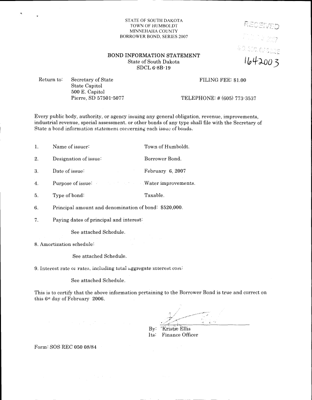 STATE OF SOUTH DAKOTA
TOWN OF HUMBOLDT
MINNEHAHA COUNTY
BORROWER BOND, SERIES 2007
RECEIVED
1642003
BOND INFORMATION STATEMENT
State of South Dakota
SDCL 6-8B-19
Return to: Secretary of State FILING FEE: $1.00
State Capitol
500 E. Capitol
Pierre, SD 57501-5077 TELEPHONE: # (605) 773-3537
Every public body, authority, or agency issuing any general obligation, revenue, improvements,
industrial revenue, special assessment, or other bonds of any type shall file with the Secretary of
State a bond information statement concerning each issue of bonds.
1. Name of issuer: Town of Humboldt.
2. Designation of issue: Borrower Bond.
3. Date of issue: February 6, 2007
4. Purpose of issue: Water improvements.
5. Type of bond: Taxable.
6. Principal amount and denomination of bond: $520,000.
7. Paying dates of principal and interest:
See attached Schedule.
8. Amortization schedule:
See attached Schedule.
9. Interest rate or rates, including total aggregate interest cost:
See attached Schedule.
This is to certify that the above information pertaining to the Borrower Bond is true and correct on
this 6th day of February 2006.
By: Kristie Ellis
Its: Finance Officer
Form: SOS REC 050 08/84